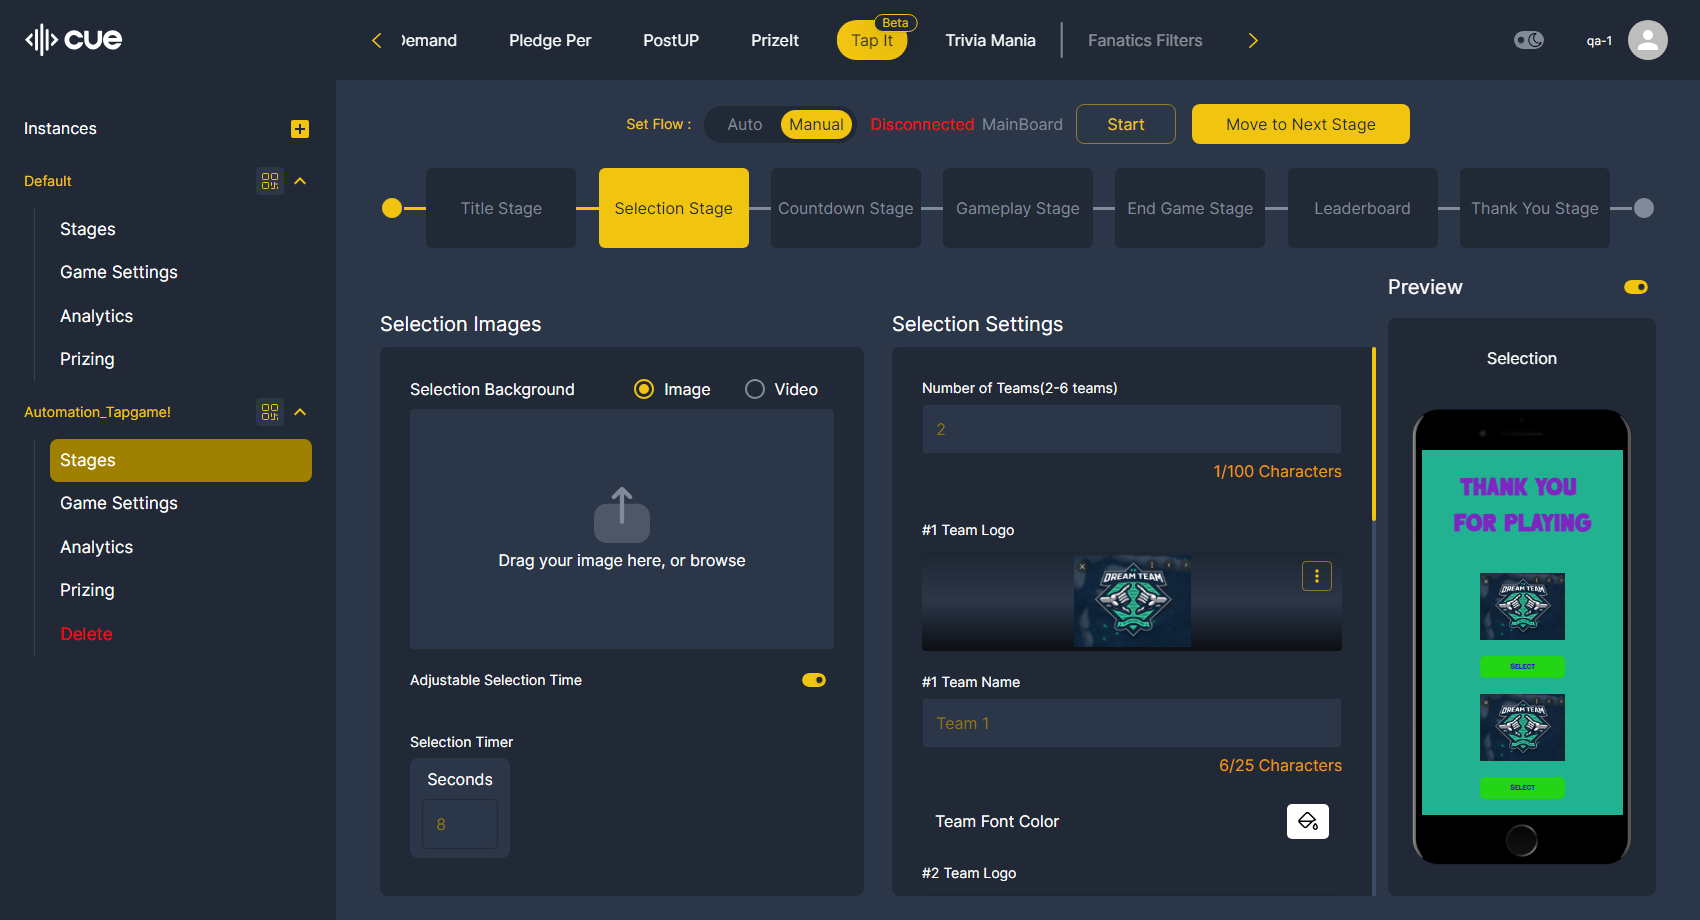 cue
Demand
Pledge Per
PostUP
PrizeIt
Tap It
Beta
Trivia Mania
Fanatics Filters
qa-1
Instances
Default
Stages
Game Settings
Analytics
Prizing
Automation_Tapgame!
Stages
Game Settings
Analytics
Prizing
Delete
Set Flow :
Auto
Manual
Disconnected MainBoard
Start
Move to Next Stage
Title Stage
Selection Stage
Countdown Stage
Gameplay Stage
End Game Stage
Leaderboard
Thank You Stage
Selection Images
Selection Background
Image
Video
Drag your image here, or browse
Adjustable Selection Time
Selection Timer
Seconds
8
Selection Settings
Number of Teams(2-6 teams)
2
1/100 Characters
#1 Team Logo
DREAM TEAM
#1 Team Name
Team 1
6/25 Characters
Team Font Color
#2 Team Logo
Preview
Selection
THANK YOU
FOR PLAYING
DREAM TEAM
SELECT
DREAM TEAM
SELECT